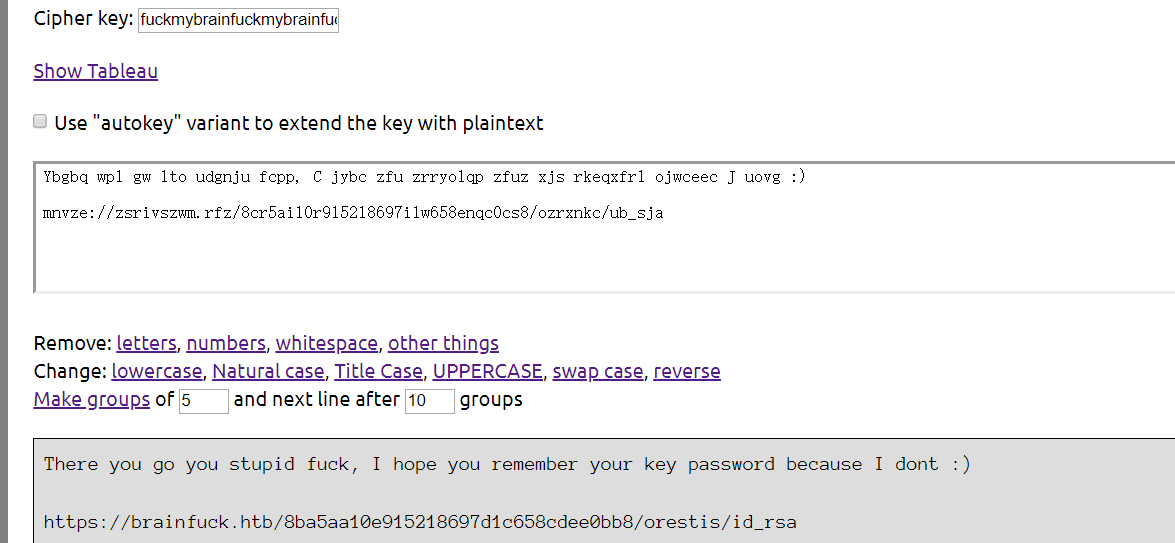 Cipher key: fuckmybrainfuckmybrainfu
Show Tableau
Use "autokey" variant to extend the key with plaintext
Ybgbq wpl gw lto udgnju fcpp, C jybc zfu zrryolqp zfuz xjs rkeqxfrl ojwceec J uovg :)
mnvze://zsrivszwm.rfz/8cr5ai10r915218697i1w658enqc0cs8/ozrxnkc/ub_sja
Remove: letters, numbers, whitespace, other things
Change: lowercase, Natural case, Title Case, UPPERCASE, swap case, reverse
Make groups of 5 and next line after 10 groups
There you go you stupid fuck, I hope you remember your key password because I dont :)
https://brainfuck.htb/8ba5aa10e915218697d1c658cdee0bb8/orestis/id_rsa